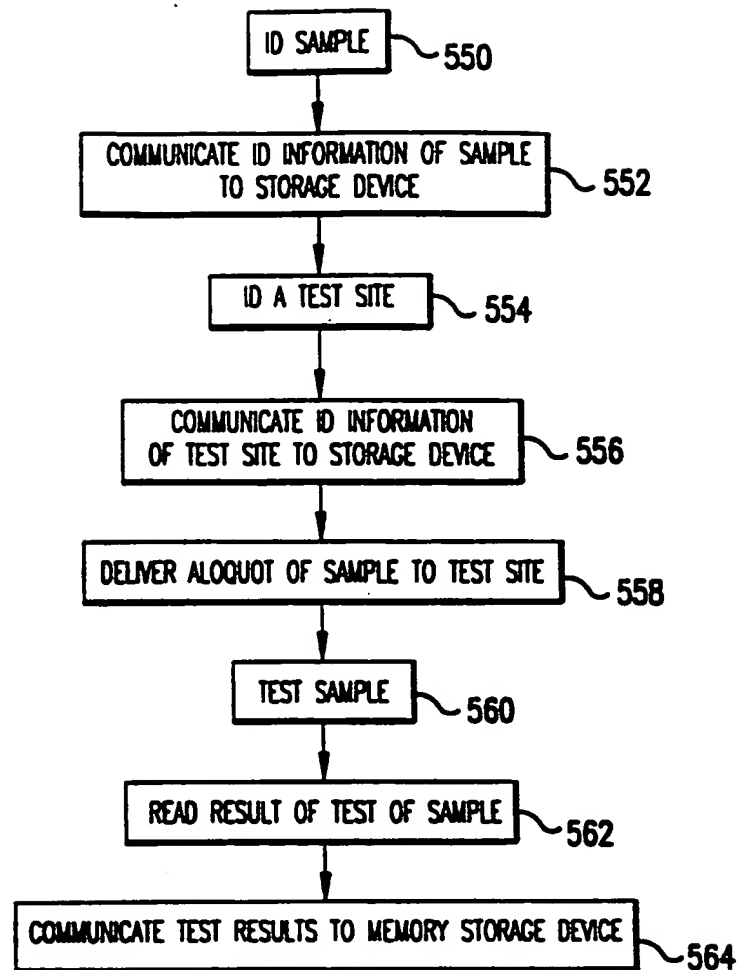 ID SAMPLE
550
COMMUNICATE ID INFORMATION OF SAMPLE
TO STORAGE DEVICE
552
ID A TEST SITE
554
COMMUNICATE ID INFORMATION
OF TEST SITE TO STORAGE DEVICE
556
DELIVER ALOQUOT OF SAMPLE TO TEST SITE
558
TEST SAMPLE
560
READ RESULT OF TEST OF SAMPLE
562
COMMUNICATE TEST RESULTS TO MEMORY STORAGE DEVICE
564